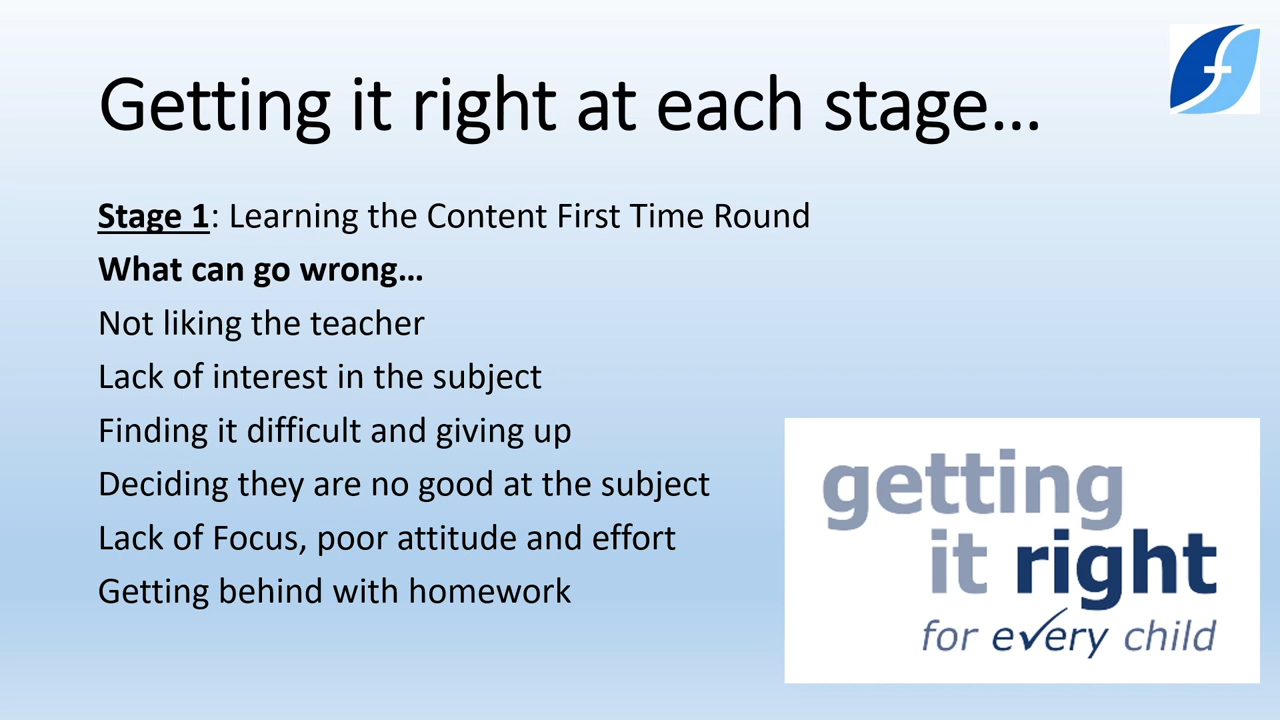 Getting it right at each stage…
Stage 1: Learning the Content First Time Round
What can go wrong…
Not liking the teacher
Lack of interest in the subject
Finding it difficult and giving up
Deciding they are no good at the subject
Lack of Focus, poor attitude and effort
Getting behind with homework
getting
it right
for every child